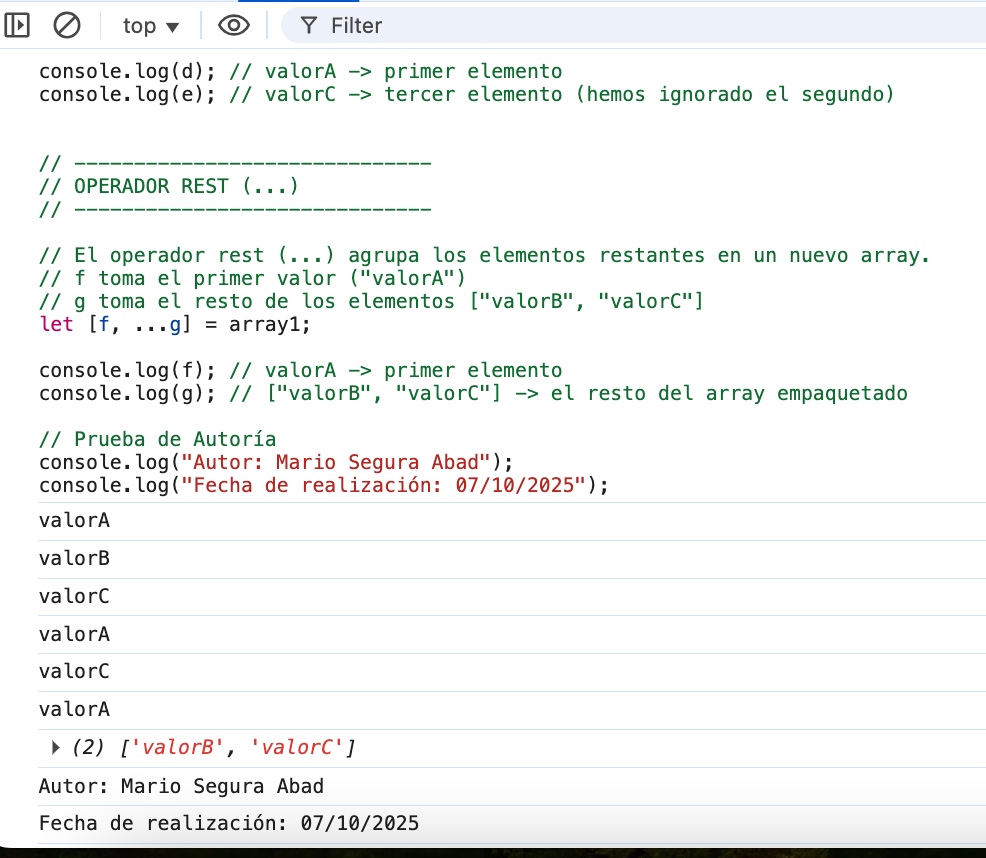 top ▼ Filter
console.log(d); // valorA -> primer elemento
console.log(e); // valorC -> tercer elemento (hemos ignorado el segundo)
// ------------------------------
// OPERADOR REST (...)
// ------------------------------
// El operador rest (...) agrupa los elementos restantes en un nuevo array.
// f toma el primer valor ("valorA")
// g toma el resto de los elementos ["valorB", "valorC"]
let [f, ...g] = array1;
console.log(f); // valorA -> primer elemento
console.log(g); // ["valorB", "valorC"] -> el resto del array empaquetado
// Prueba de Autoría
console.log("Autor: Mario Segura Abad");
console.log("Fecha de realización: 07/10/2025");
valorA
valorB
valorC
valorA
valorC
valorA
(2) ['valorB', 'valorC']
Autor: Mario Segura Abad
Fecha de realización: 07/10/2025